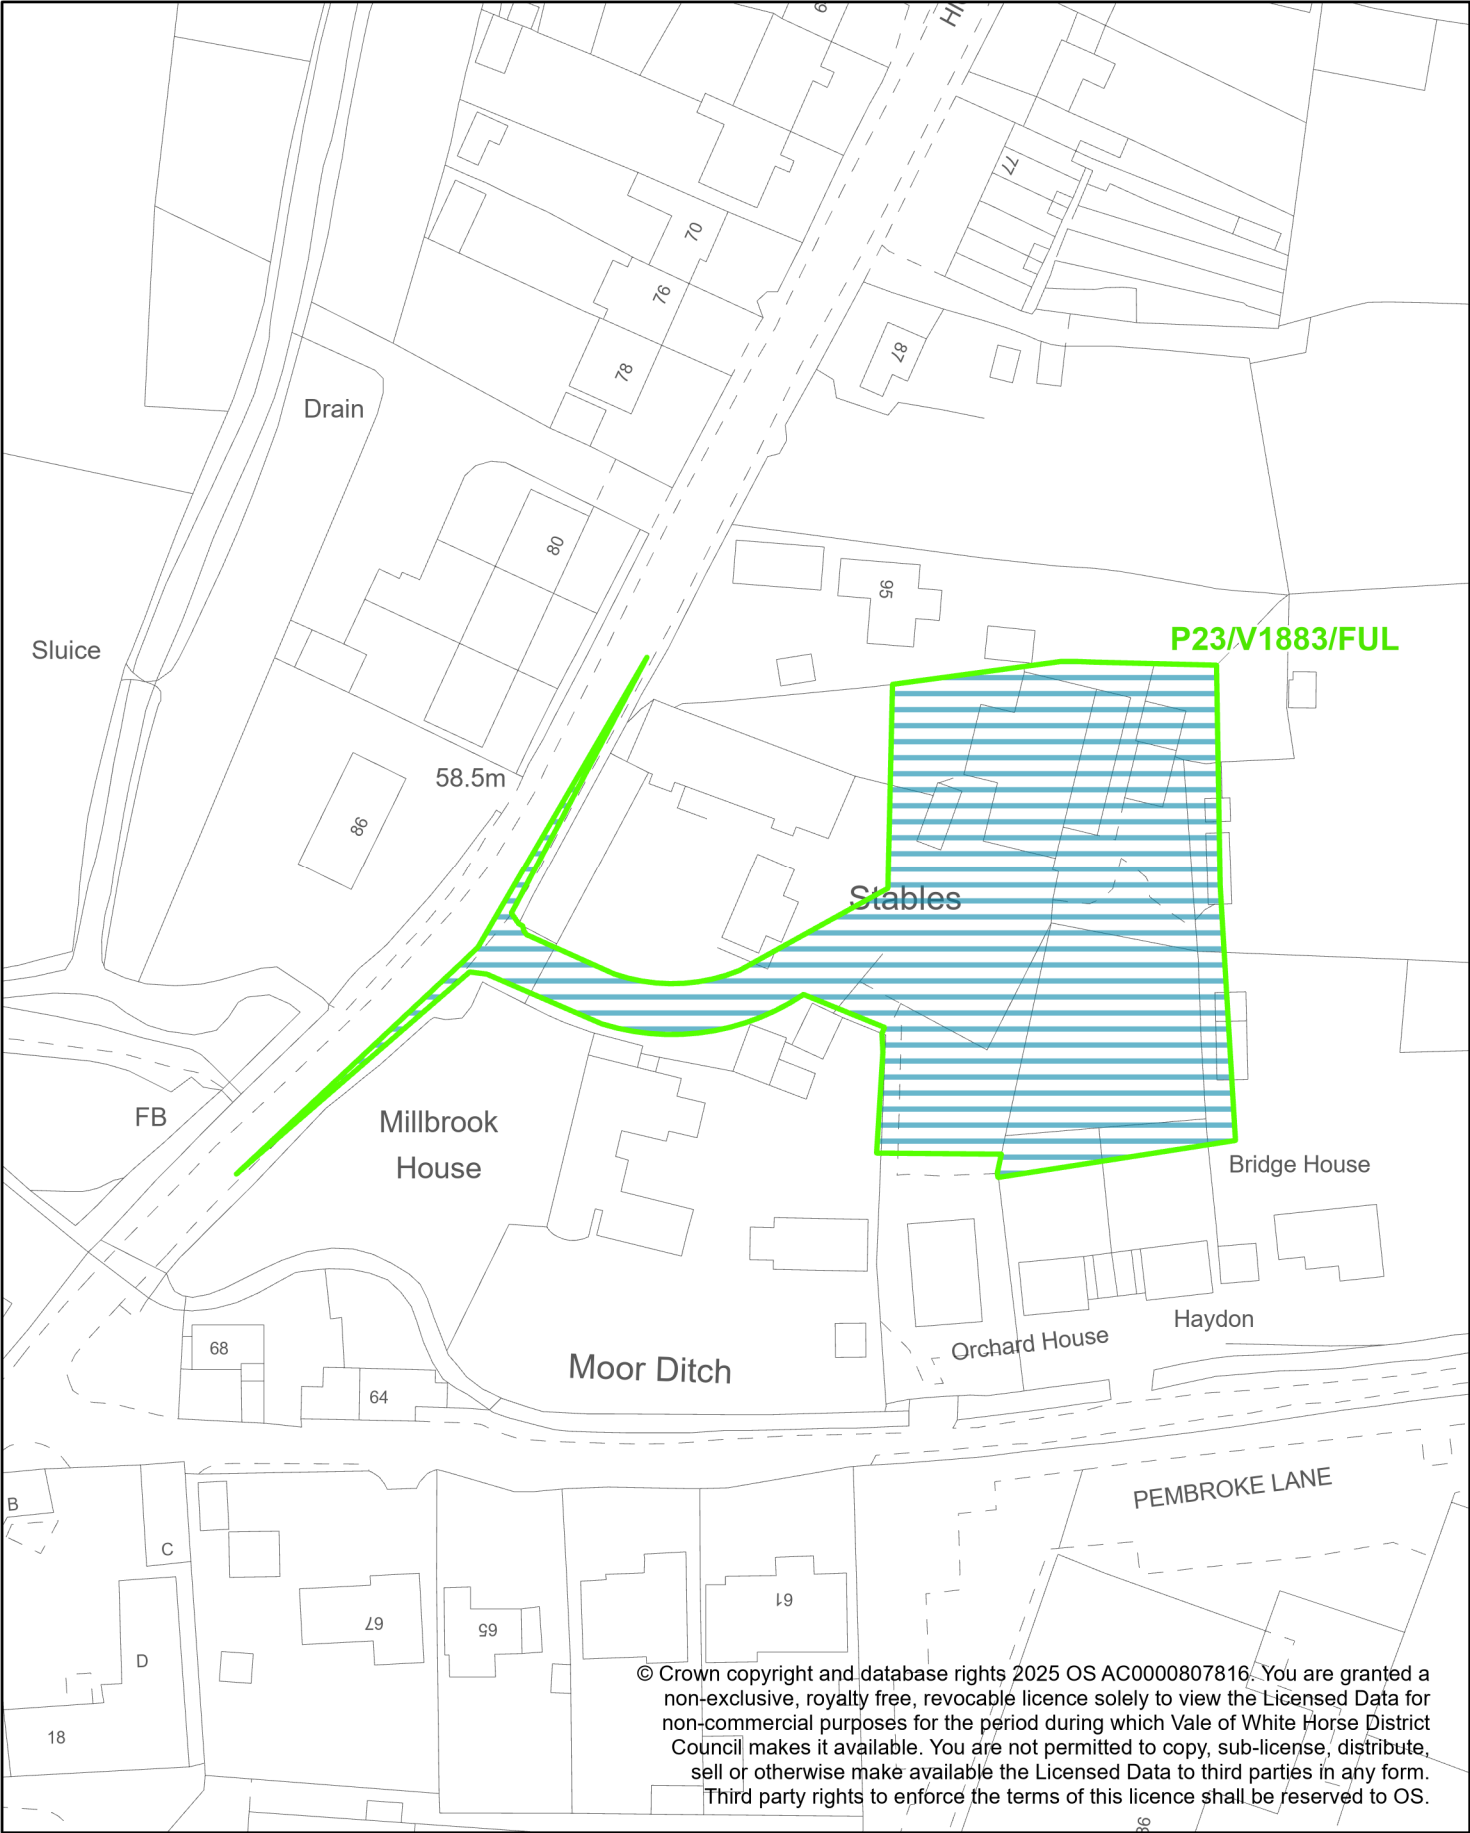 HI
77
70
76
78
87
Drain
80
95
Sluice
P23/V1883/FUL
58.5m
86
Stables
FB
Millbrook
House
Bridge House
Haydon
Orchard House
68
64
Moor Ditch
PEMBROKE LANE
B
C
D
67
65
61
18
© Crown copyright and database rights 2025 OS AC0000807816. You are granted a
non-exclusive, royalty free, revocable licence solely to view the Licensed Data for
non-commercial purposes for the period during which Vale of White Horse District
Council makes it available. You are not permitted to copy, sub-license, distribute,
sell or otherwise make available the Licensed Data to third parties in any form.
Third party rights to enforce the terms of this licence shall be reserved to OS.